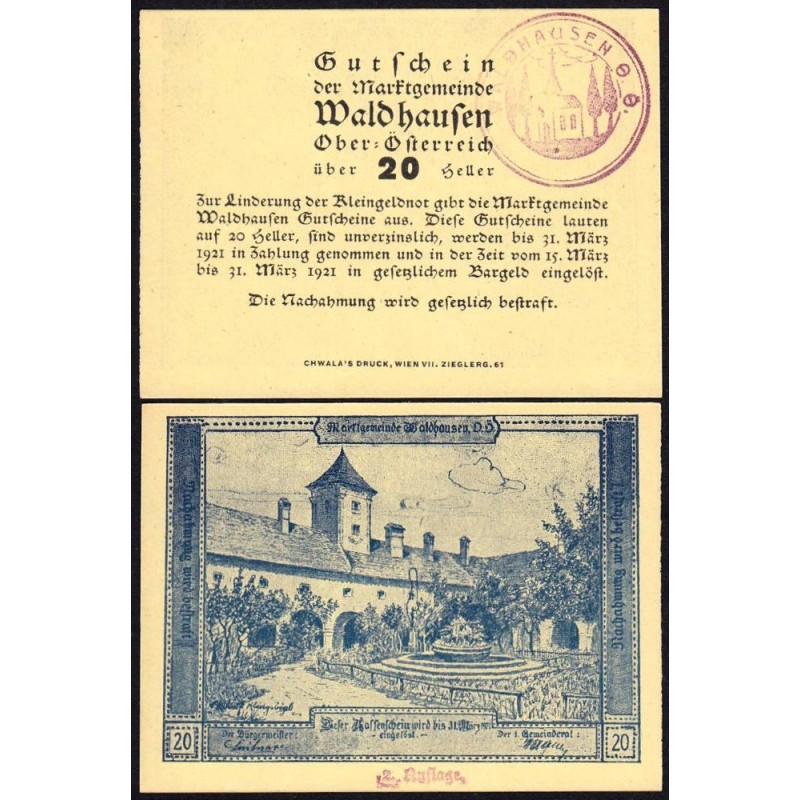 Gutschein
der Marktgemeinde
Waldhausen
Ober-Österreich
über 20 Heller
WALDHAUSEN O.Ö.
Zur Linderung der Kleingeldnot gibt die Marktgemeinde
Waldhausen Gutscheine aus. Diese Gutscheine lauten
auf 20 Heller, sind unverzinslich, werden bis 31. März
1921 in Zahlung genommen und in der Zeit vom 15. März
bis 31. März 1921 in gesetzlichem Bargeld eingelöst.
Die Nachahmung wird gesetzlich bestraft.
CHWALA'S DRUCK, WIEN VII. ZIEGLERG. 61
Marktgemeinde Waldhausen, O.Ö.
Nachahmung wird bestraft!
Nachahmung wird bestraft!
Dieser Kassenschein wird bis 31. März 1921
eingelöst.—
Der Bürgermeister:
Der 1. Gemeinderat:
20
20
2. Auflage.